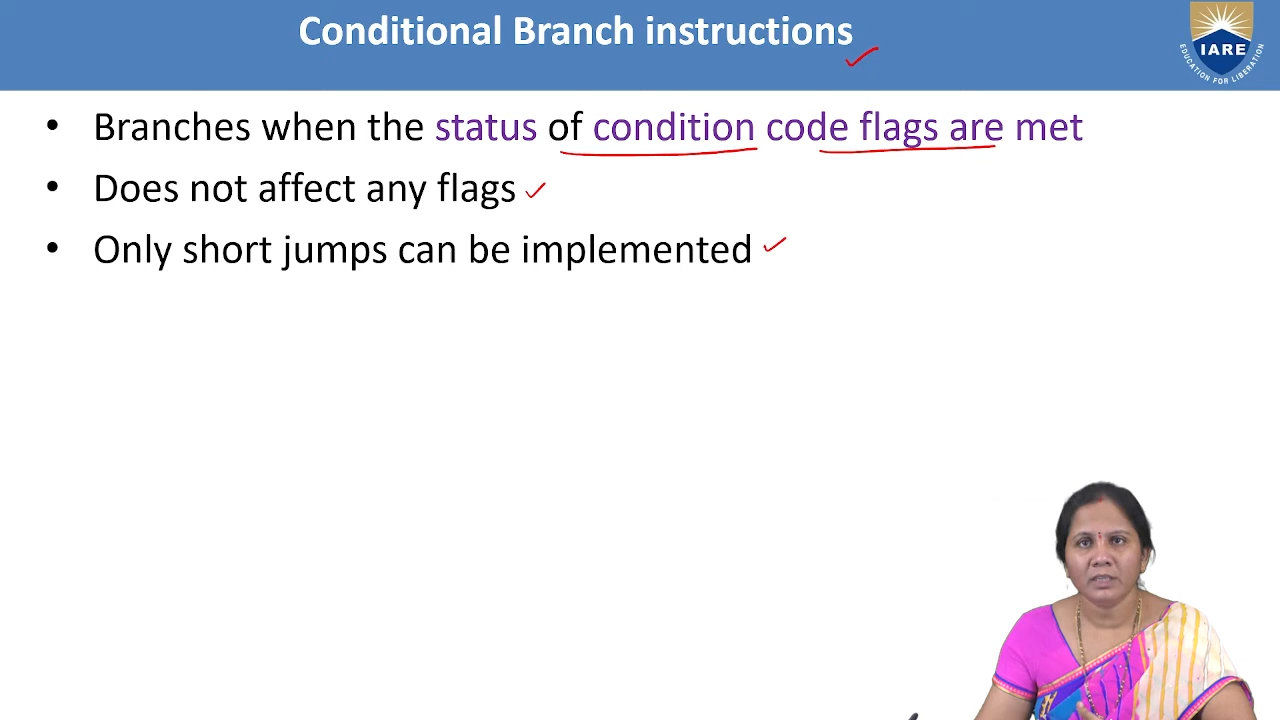 Conditional Branch instructions
IARE
EDUCATION FOR LIBERATION
• Branches when the status of condition code flags are met
• Does not affect any flags
• Only short jumps can be implemented